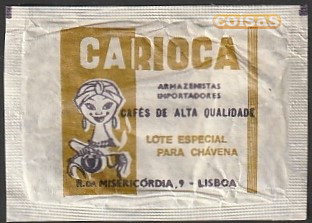 coisas
CARIOCA
ARMAZENISTAS
IMPORTADORES
CAFÉS DE ALTA QUALIDADE
LOTE ESPECIAL
PARA CHÁVENA
R. DA MISERICÓRDIA, 9 - LISBOA